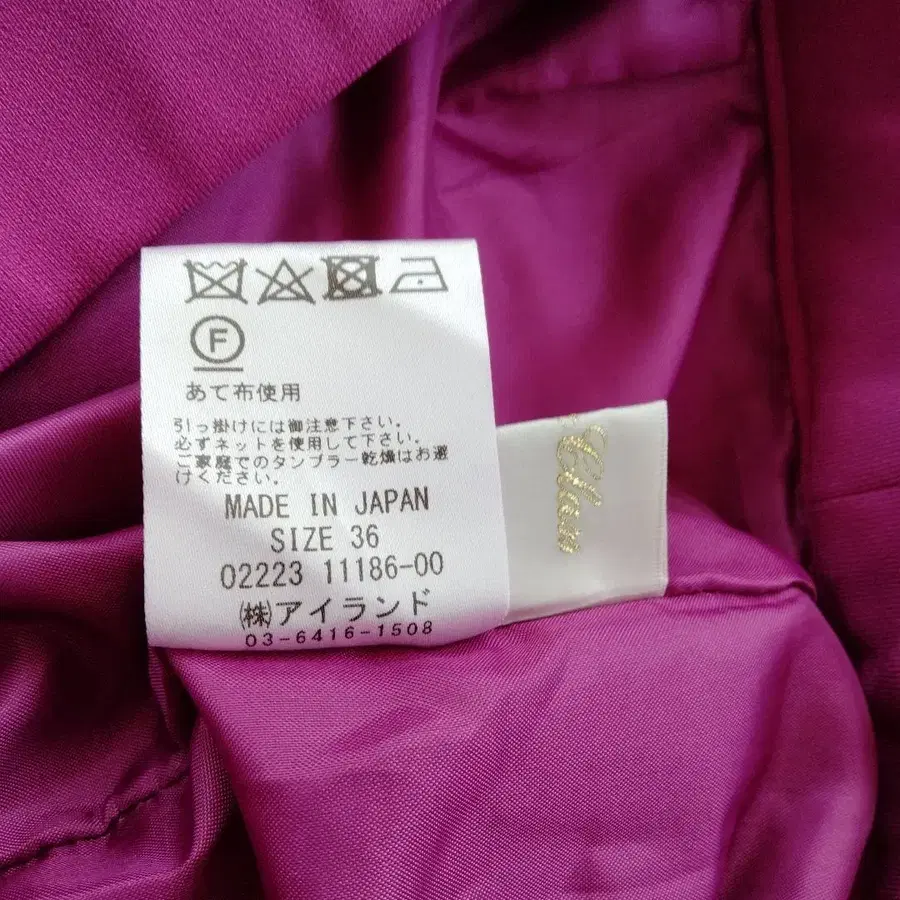 F
あて布使用
引っ掛けには御注意下さい。
必ずネットを使用して下さい。
ご家庭でのタンブラー乾燥はお避
けください。
MADE IN JAPAN
SIZE 36
02223 11186-00
㈱アイランド
03-6416-1508